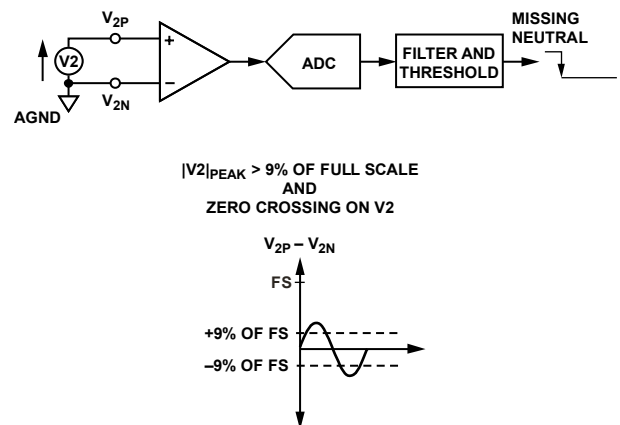 MISSING
NEUTRAL
V2P
V2
V2N
AGND
+
–
ADC
FILTER AND
THRESHOLD
|V2|PEAK > 9% OF FULL SCALE
AND
ZERO CROSSING ON V2
V2P – V2N
FS
+9% OF FS
–9% OF FS